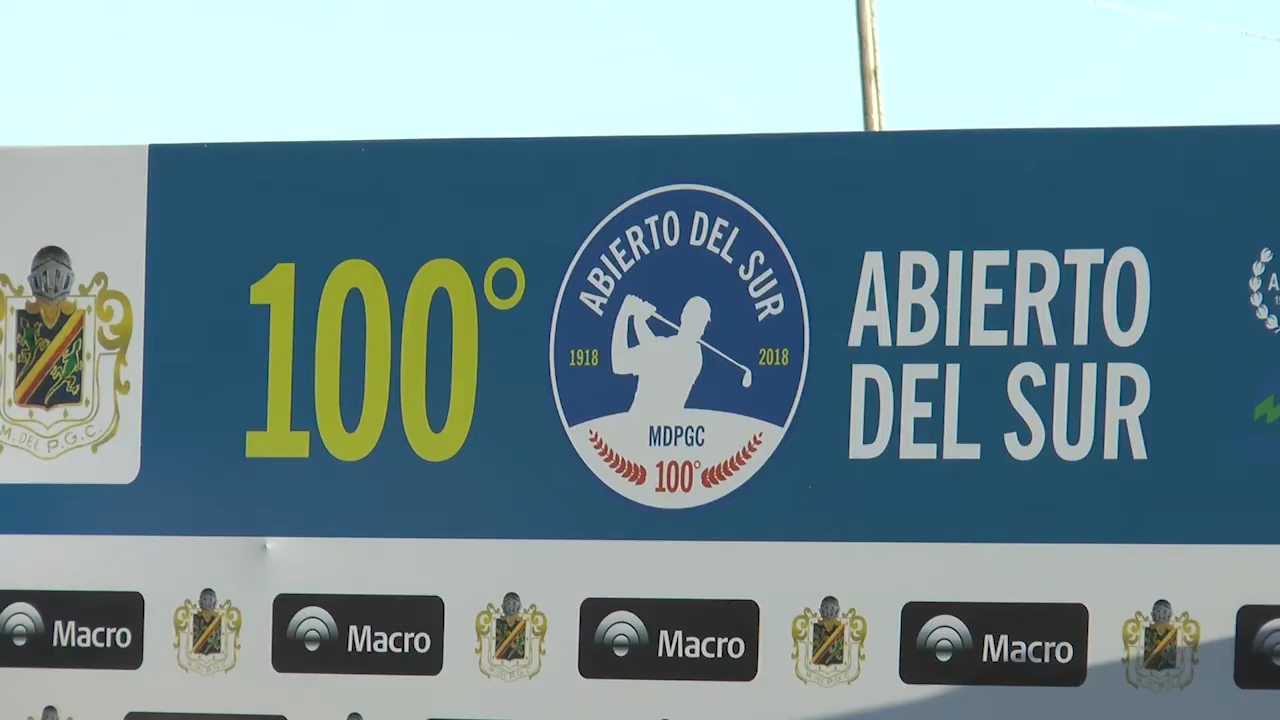 100°
ABIERTO DEL SUR
1918
2018
MDPGC
100°
ABIERTO
DEL SUR
M. DEL P.G.C.
Macro
Macro
Macro
Macro